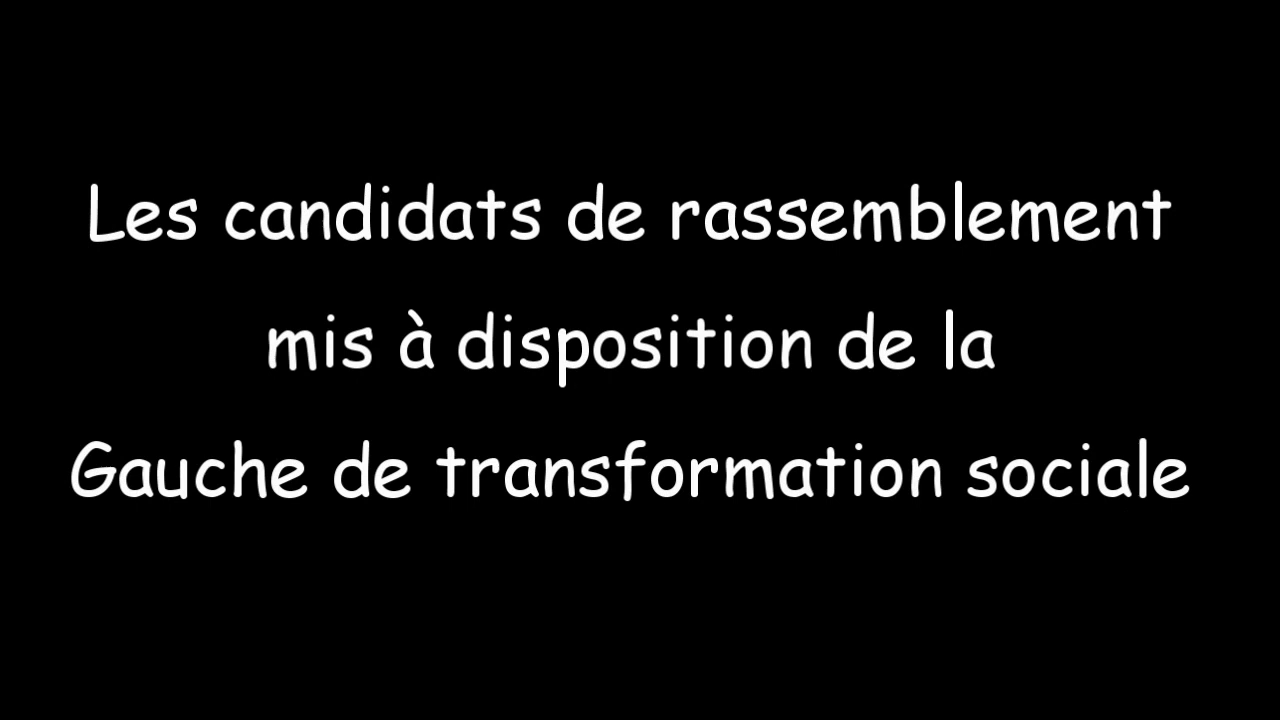 Les candidats de rassemblement
mis à disposition de la
Gauche de transformation sociale